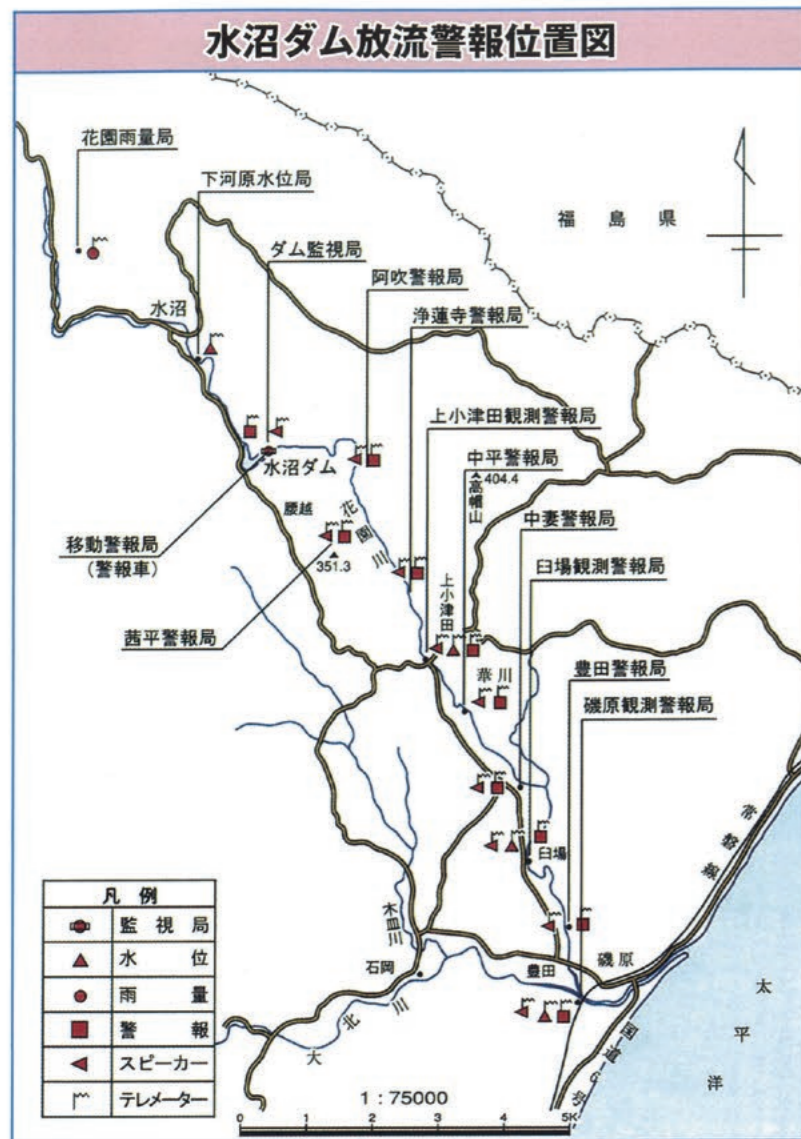 水沼ダム放流警報位置図
花園雨量局
下河原水位局
福島県
ダム監視局
阿吹警報局
水沼
浄蓮寺警報局
上小津田観測警報局
中平警報局
水沼ダム
404.4
高帽山
腰越
花園川
中妻警報局
移動警報局
(警報車)
351.3
臼場観測警報局
上小津田
茜平警報局
豊田警報局
華川
磯原観測警報局
常磐線
臼場
凡例
監視局
水位
雨量
警報
スピーカー
テレメーター
木皿川
石岡
豊田
磯原
大北川
太平洋
国道6号
1:75000
0 1 2 3 4 5K